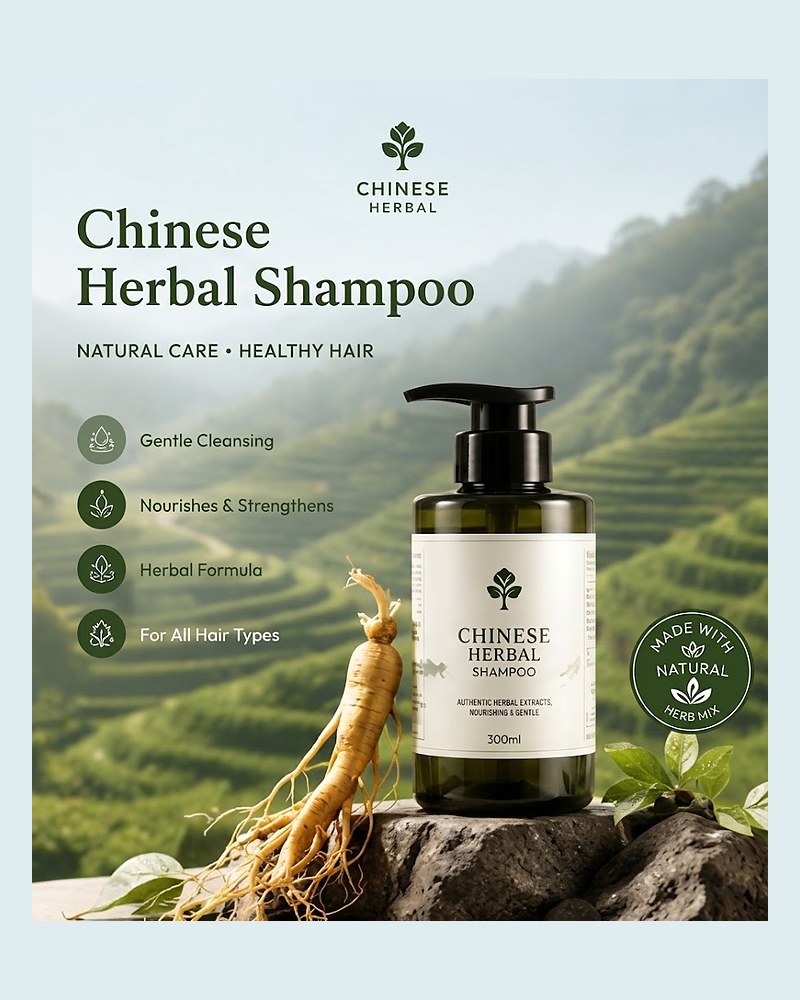 CHINESE
HERBAL
Chinese
Herbal Shampoo
NATURAL CARE • HEALTHY HAIR
Gentle Cleansing
Nourishes & Strengthens
Herbal Formula
For All Hair Types
CHINESE
HERBAL
SHAMPOO
AUTHENTIC HERBAL EXTRACTS,
NOURISHING & GENTLE
300ml
MADE WITH
NATURAL
HERB MIX